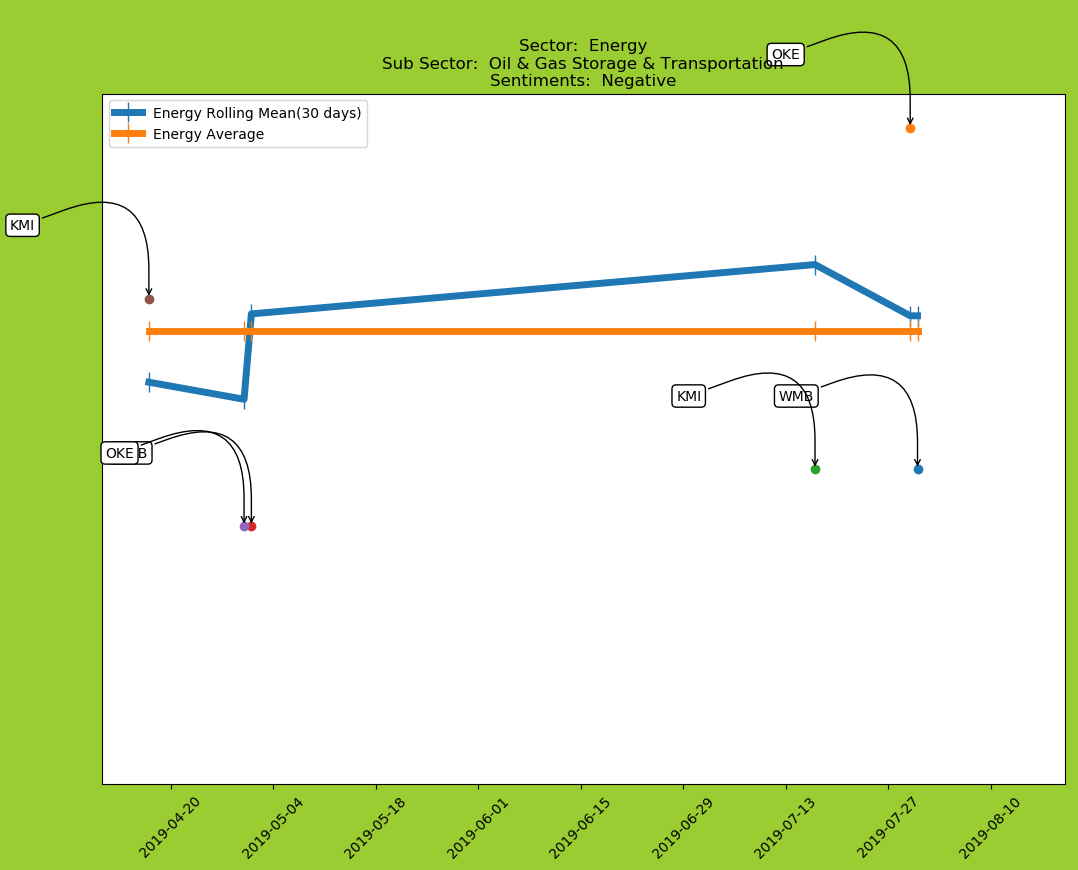 Sector:  Energy
Sub Sector:  Oil & Gas Storage & Transportation
Sentiments:  Negative
OKE
Energy Rolling Mean(30 days)
Energy Average
KMI
KMI
WMB
OKE
B
2019-04-20
2019-05-04
2019-05-18
2019-06-01
2019-06-15
2019-06-29
2019-07-13
2019-07-27
2019-08-10